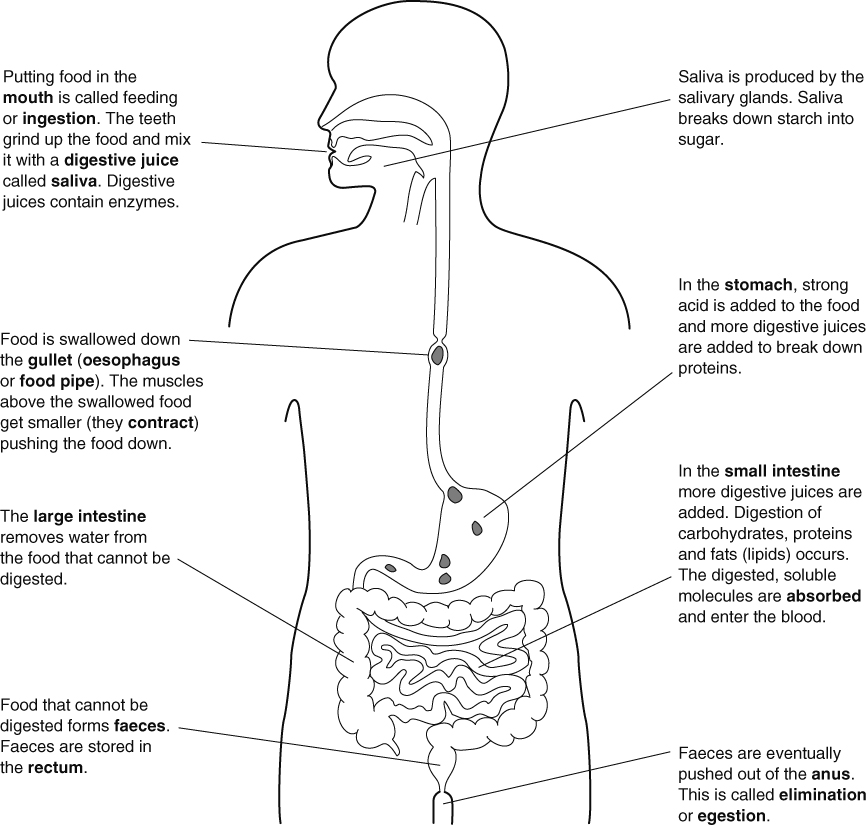 Putting food in the
mouth is called feeding
or ingestion. The teeth
grind up the food and mix
it with a digestive juice
called saliva. Digestive
juices contain enzymes.
Saliva is produced by the
salivary glands. Saliva
breaks down starch into
sugar.
Food is swallowed down
the gullet (oesophagus
or food pipe). The muscles
above the swallowed food
get smaller (they contract)
pushing the food down.
In the stomach, strong
acid is added to the food
and more digestive juices
are added to break down
proteins.
The large intestine
removes water from
the food that cannot be
digested.
In the small intestine
more digestive juices are
added. Digestion of
carbohydrates, proteins
and fats (lipids) occurs.
The digested, soluble
molecules are absorbed
and enter the blood.
Food that cannot be
digested forms faeces.
Faeces are stored in
the rectum.
Faeces are eventually
pushed out of the anus.
This is called elimination
or egestion.